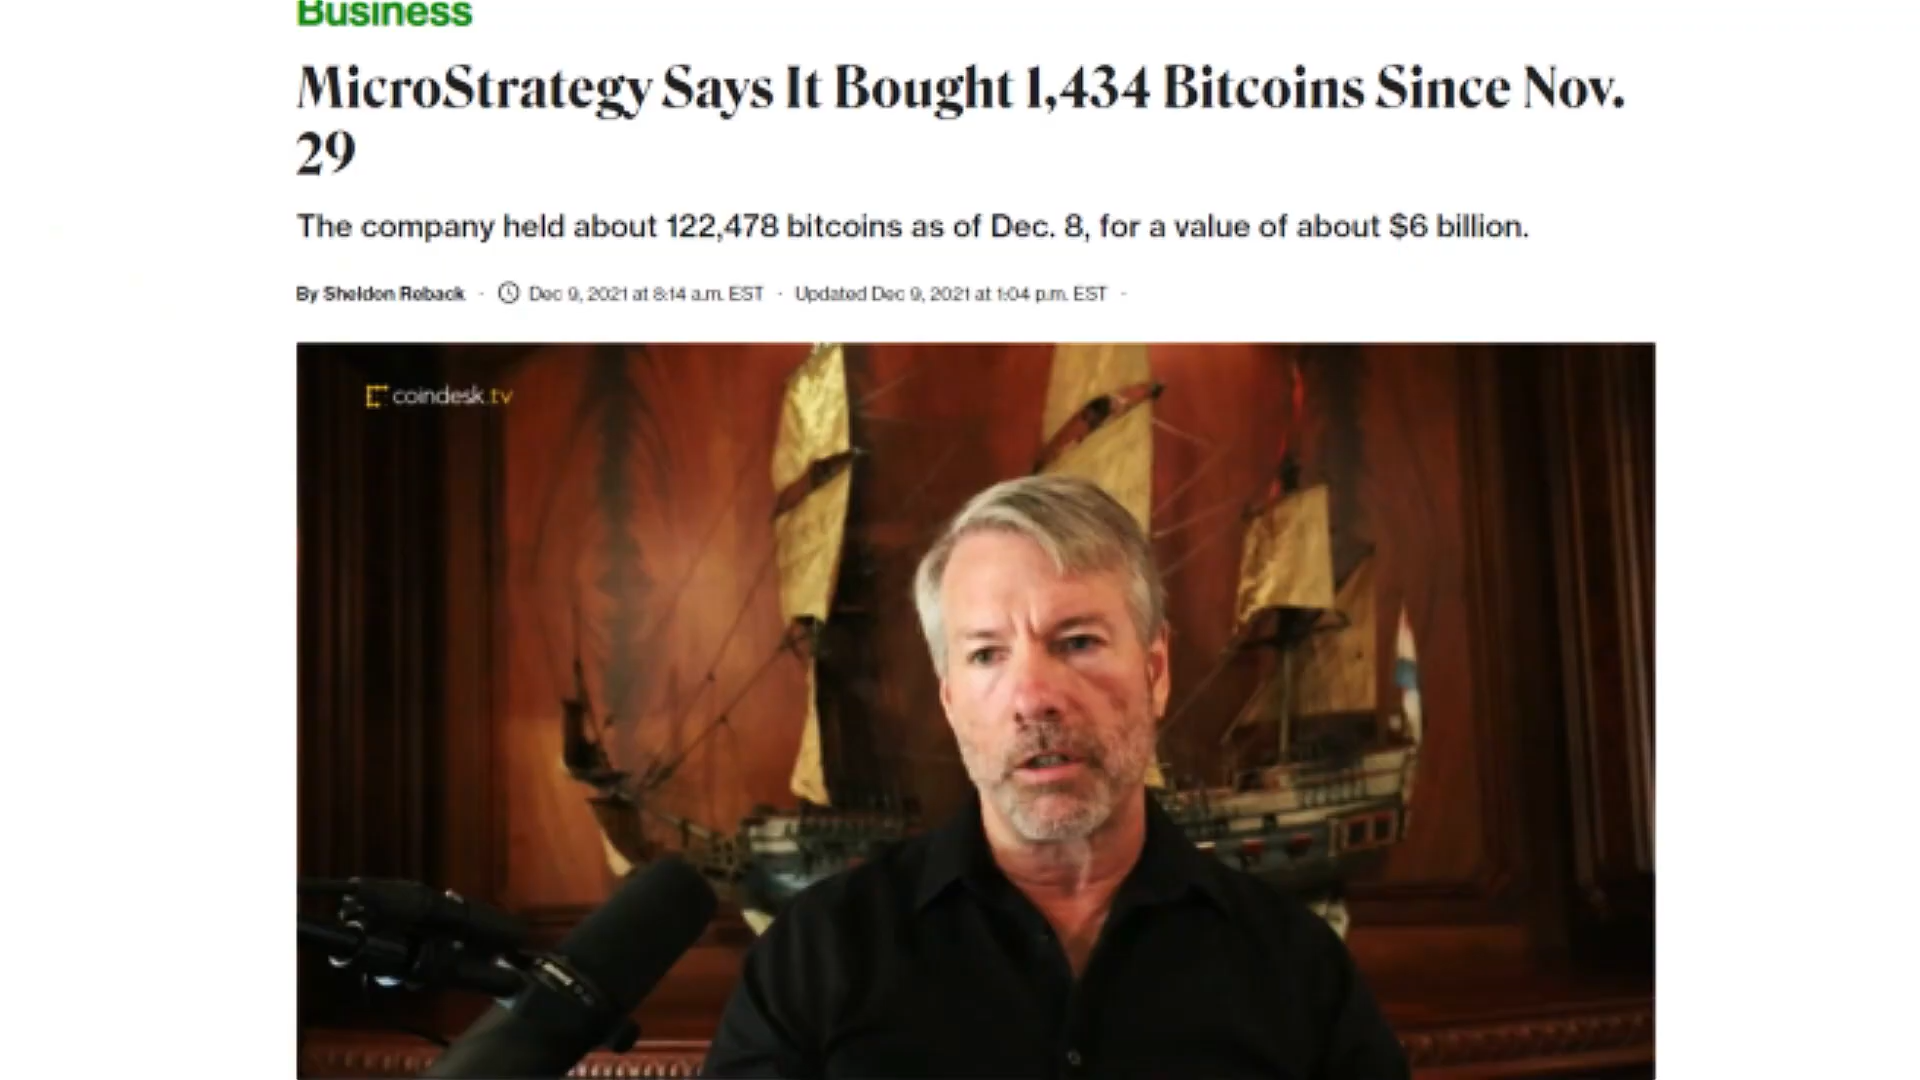 Business
MicroStrategy Says It Bought 1,434 Bitcoins Since Nov.
29
The company held about 122,478 bitcoins as of Dec. 8, for a value of about $6 billion.
By Sheldon Reback · Dec 9, 2021 at 8:14 a.m. EST · Updated Dec 9, 2021 at 1:04 p.m. EST ·
coindesk.tv